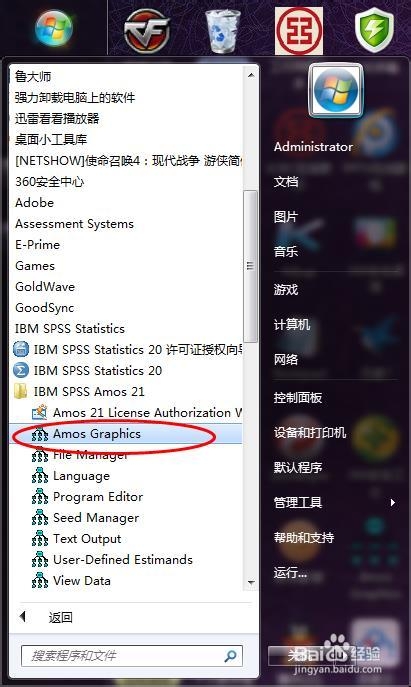 鲁大师
强力卸载电脑上的软件
迅雷看看播放器
桌面小工具库
[NETSHOW]使命召唤4：现代战争 游侠简
360安全中心
Adobe
Assessment Systems
E-Prime
Games
GoldWave
GoodSync
IBM SPSS Statistics
IBM SPSS Statistics 20 许可证授权向导
IBM SPSS Statistics 20
IBM SPSS Amos 21
Amos 21 License Authorization W
Amos Graphics
File Manager
Language
Program Editor
Seed Manager
Text Output
User-Defined Estimands
View Data
返回
搜索程序和文件
Administrator
文档
图片
音乐
游戏
计算机
网络
控制面板
设备和打印机
默认程序
管理工具
帮助和支持
运行...
Baidu 经验
jingyan.baidu.com